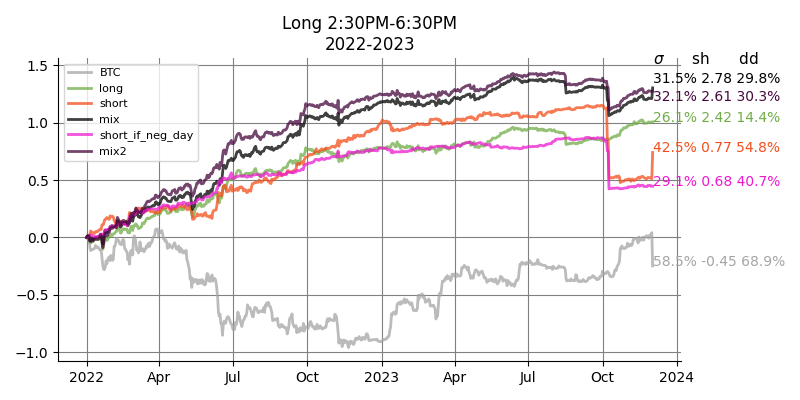 Long 2:30PM-6:30PM
2022-2023
σ sh dd
1.5
1.0
0.5
0.0
−0.5
−1.0
BTC
long
short
mix
short_if_neg_day
mix2
31.5% 2.78 29.8%
32.1% 2.61 30.3%
26.1% 2.42 14.4%
42.5% 0.77 54.8%
29.1% 0.68 40.7%
58.5% -0.45 68.9%
2022 Apr Jul Oct 2023 Apr Jul Oct 2024